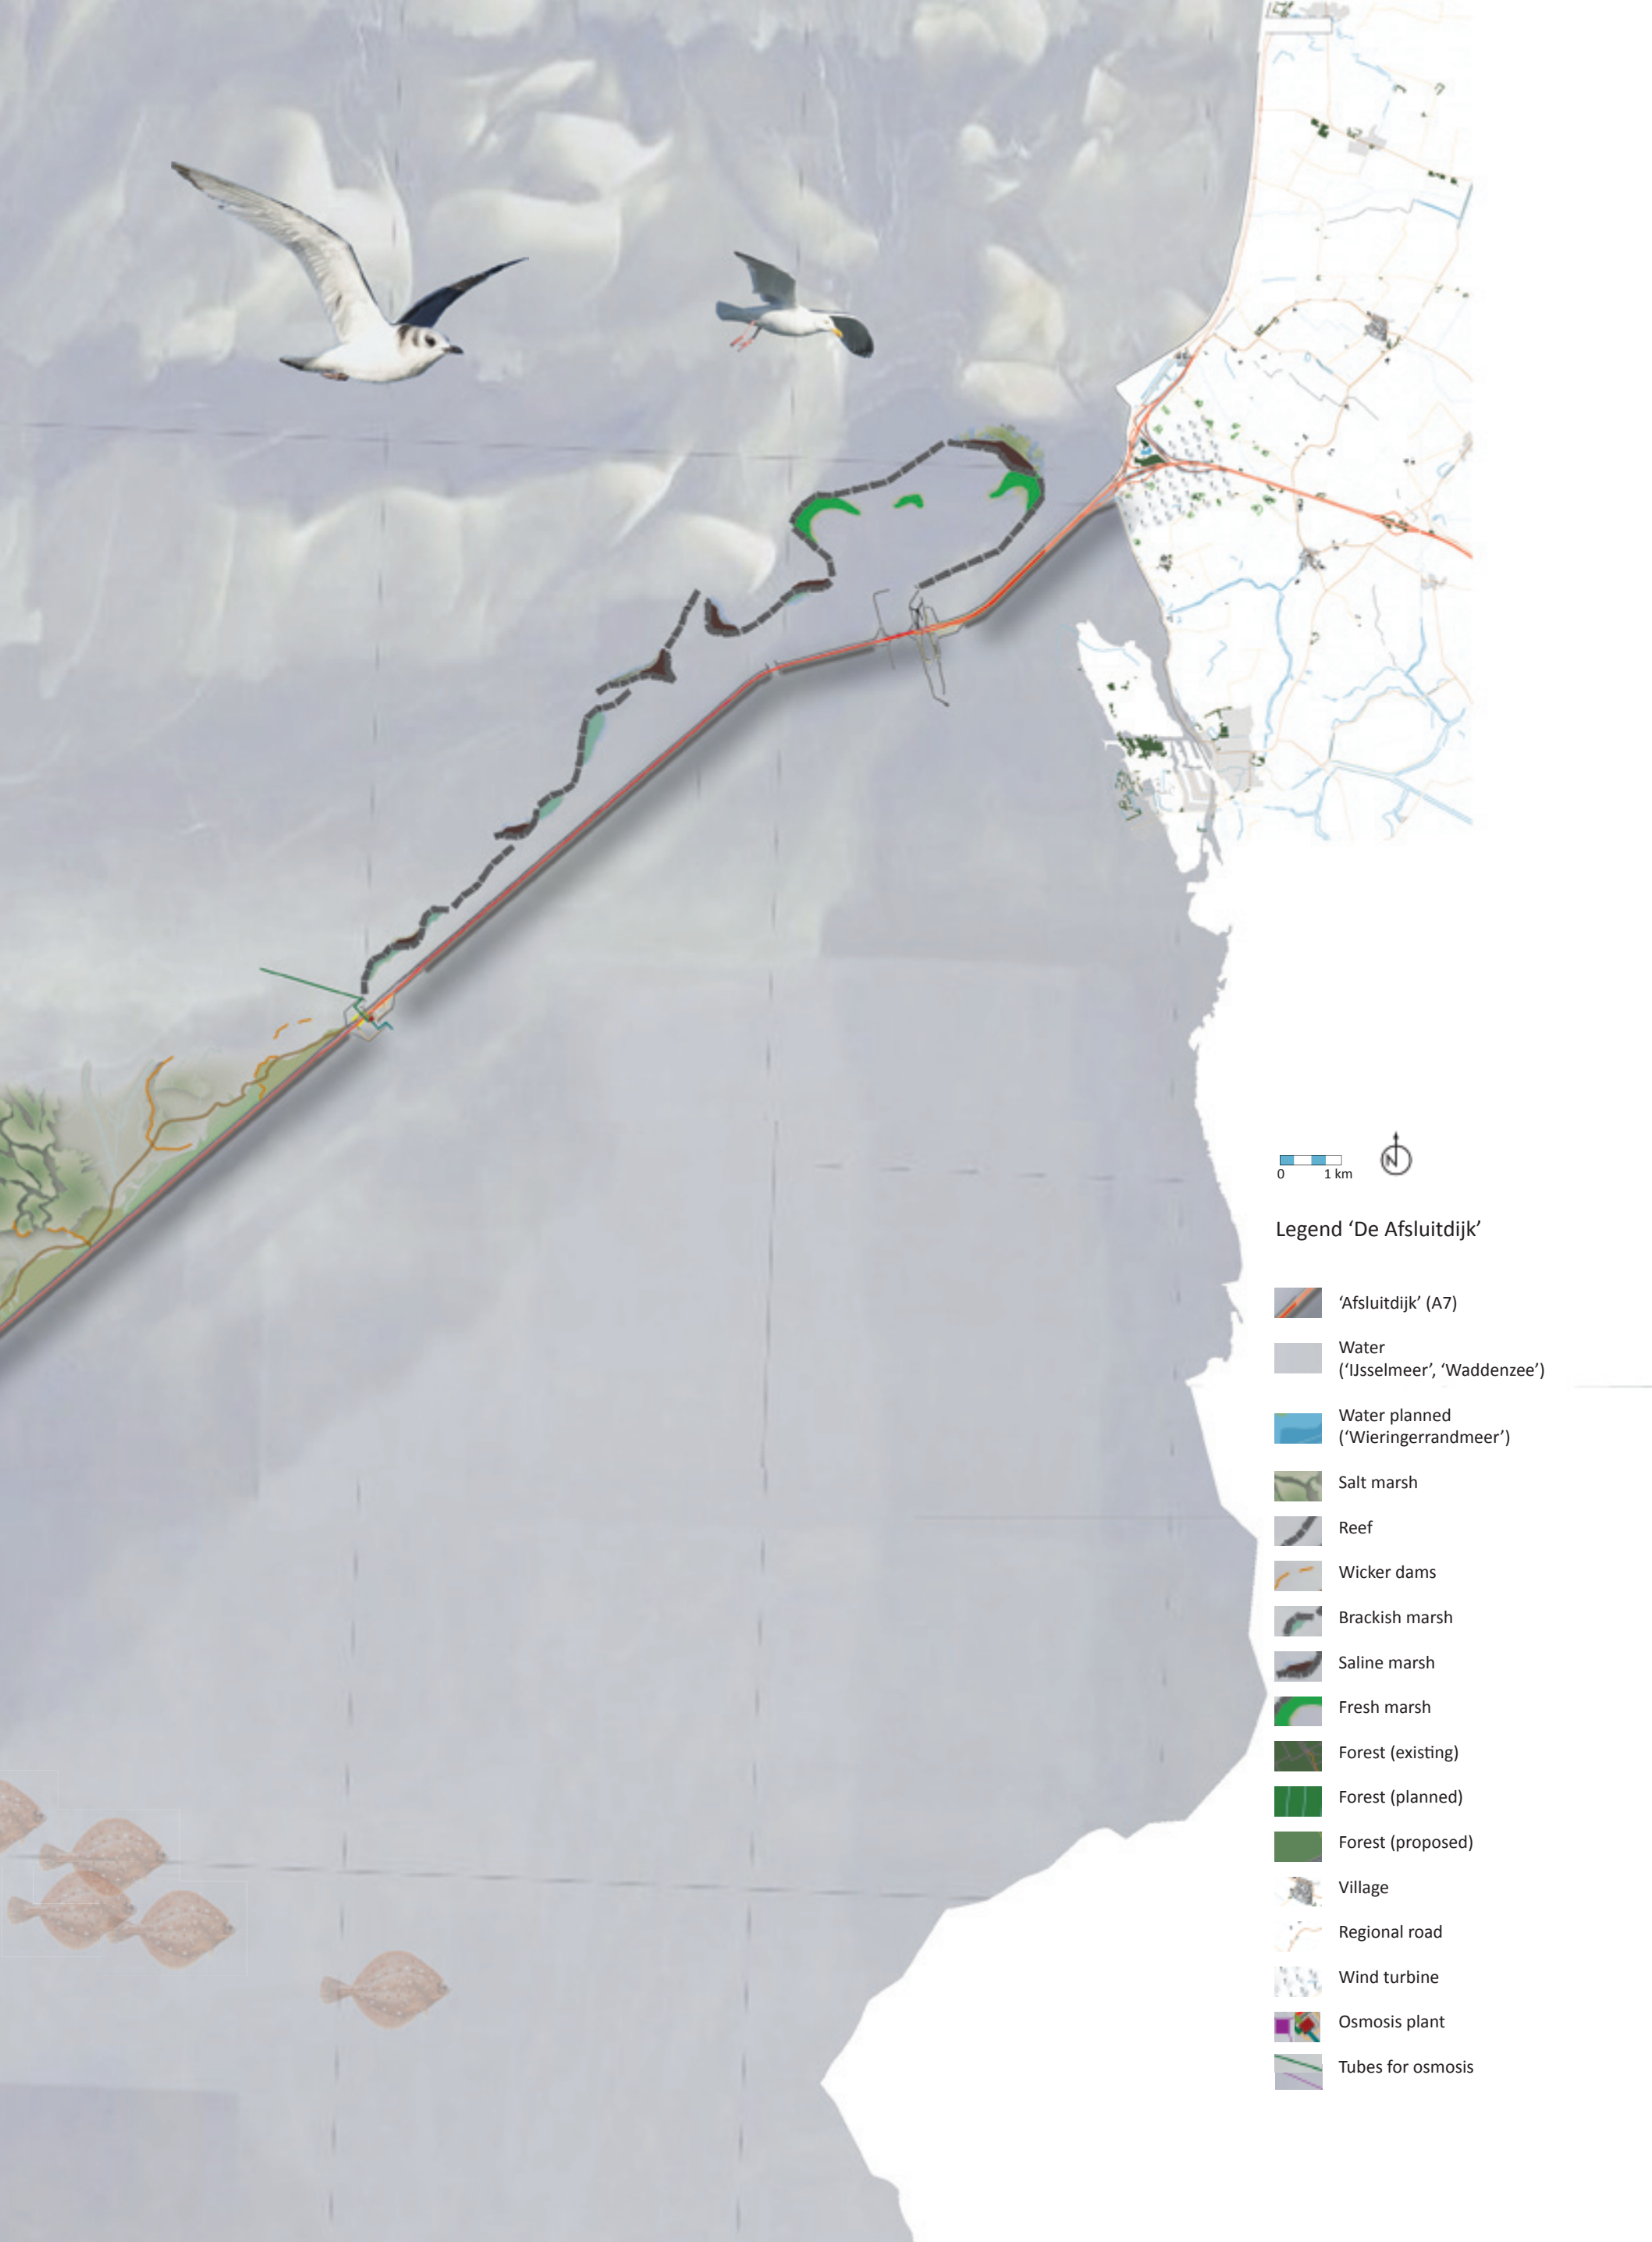 0 1 km
N
Legend ‘De Afsluitdijk’
‘Afsluitdijk’ (A7)
Water
(‘IJsselmeer’, ‘Waddenzee’)
Water planned
(‘Wieringerrandmeer’)
Salt marsh
Reef
Wicker dams
Brackish marsh
Saline marsh
Fresh marsh
Forest (existing)
Forest (planned)
Forest (proposed)
Village
Regional road
Wind turbine
Osmosis plant
Tubes for osmosis